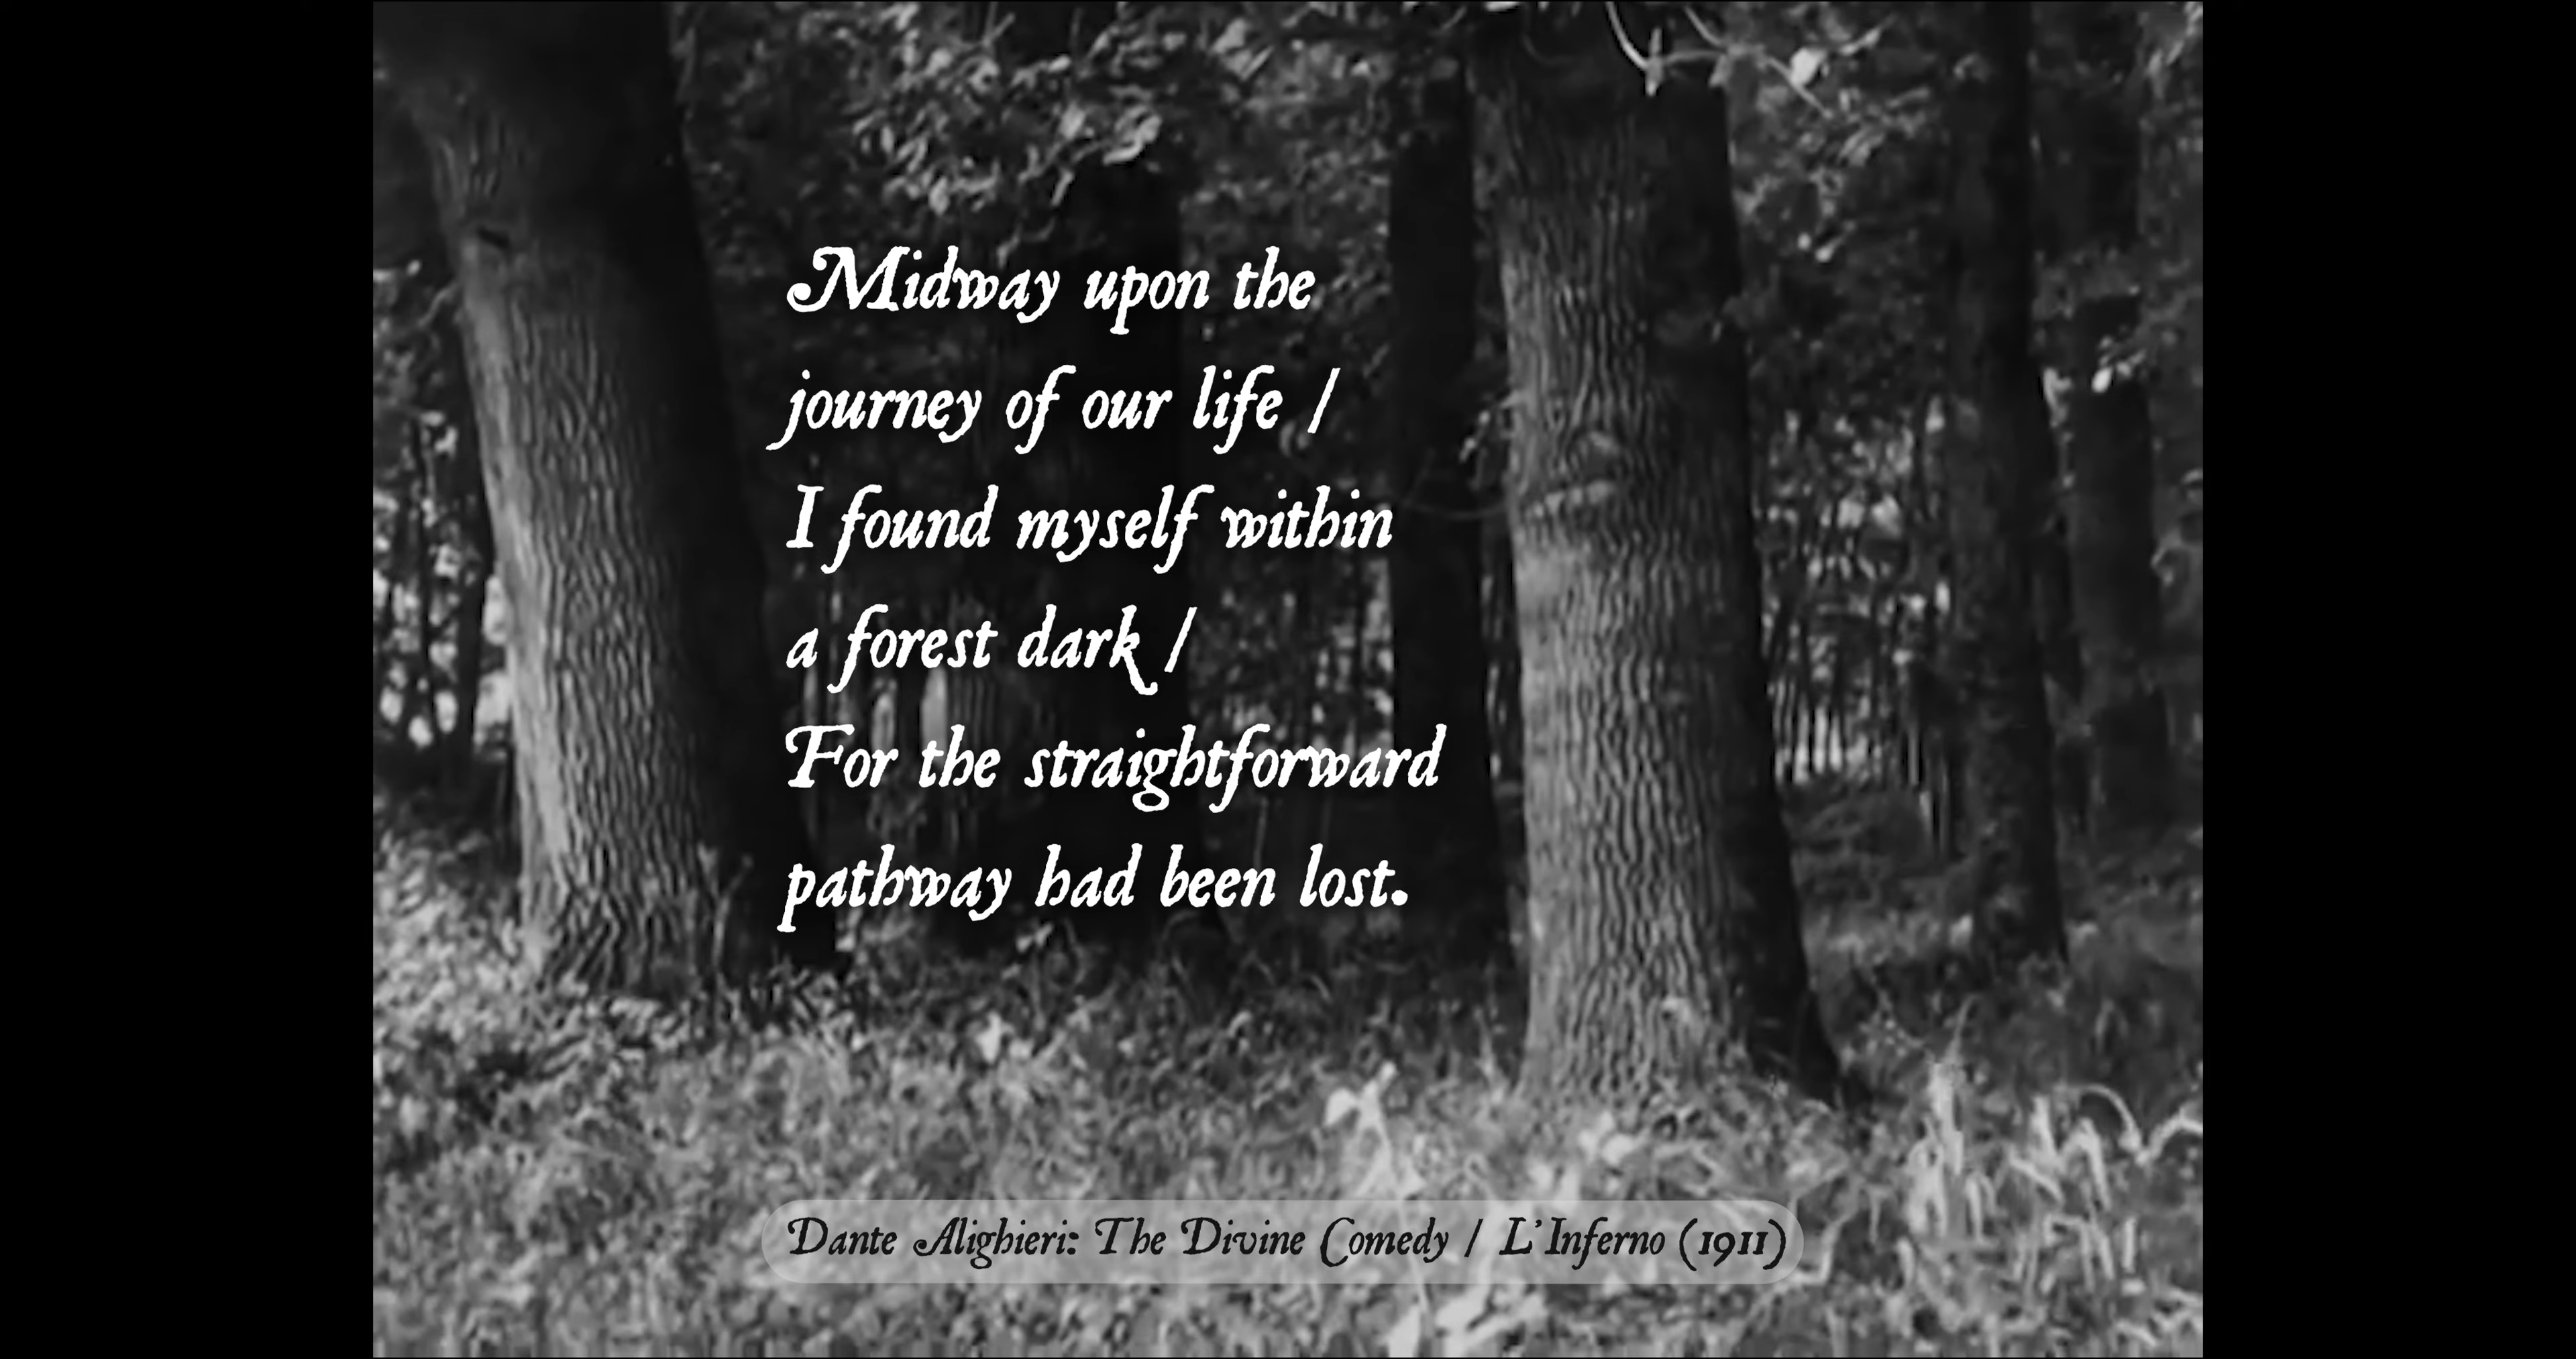 Midway upon the
journey of our life /
I found myself within
a forest dark /
For the straightforward
pathway had been lost.
Dante Alighieri: The Divine Comedy / L'Inferno (1911)